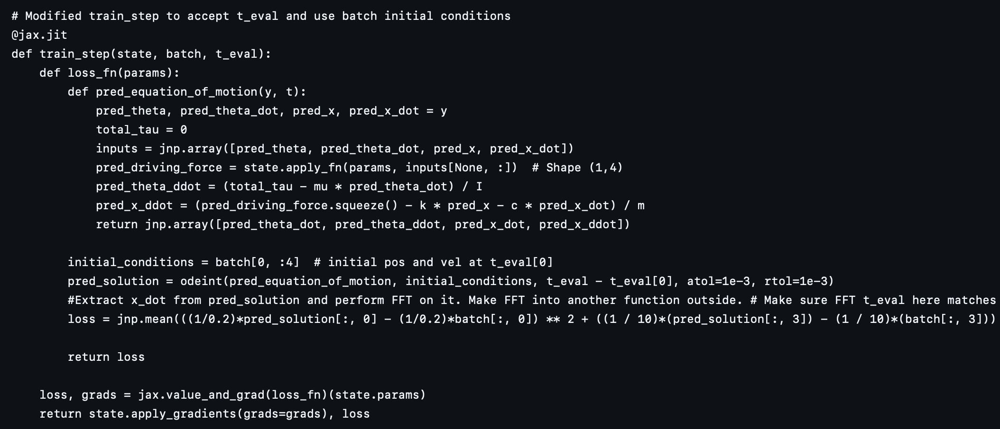 # Modified train_step to accept t_eval and use batch initial conditions
@jax.jit
def train_step(state, batch, t_eval):
    def loss_fn(params):
        def pred_equation_of_motion(y, t):
            pred_theta, pred_theta_dot, pred_x, pred_x_dot = y
            total_tau = 0
            inputs = jnp.array([pred_theta, pred_theta_dot, pred_x, pred_x_dot])
            pred_driving_force = state.apply_fn(params, inputs[None, :])  # Shape (1,4)
            pred_theta_ddot = (total_tau - mu * pred_theta_dot) / I
            pred_x_ddot = (pred_driving_force.squeeze() - k * pred_x - c * pred_x_dot) / m
            return jnp.array([pred_theta_dot, pred_theta_ddot, pred_x_dot, pred_x_ddot])

        initial_conditions = batch[0, :4]  # initial pos and vel at t_eval[0]
        pred_solution = odeint(pred_equation_of_motion, initial_conditions, t_eval - t_eval[0], atol=1e-3, rtol=1e-3)
        #Extract x_dot from pred_solution and perform FFT on it. Make FFT into another function outside. # Make sure FFT t_eval here matches
        loss = jnp.mean(((1/0.2)*pred_solution[:, 0] - (1/0.2)*batch[:, 0]) ** 2 + ((1 / 10)*(pred_solution[:, 3]) - (1 / 10)*(batch[:, 3]))

        return loss

    loss, grads = jax.value_and_grad(loss_fn)(state.params)
    return state.apply_gradients(grads=grads), loss